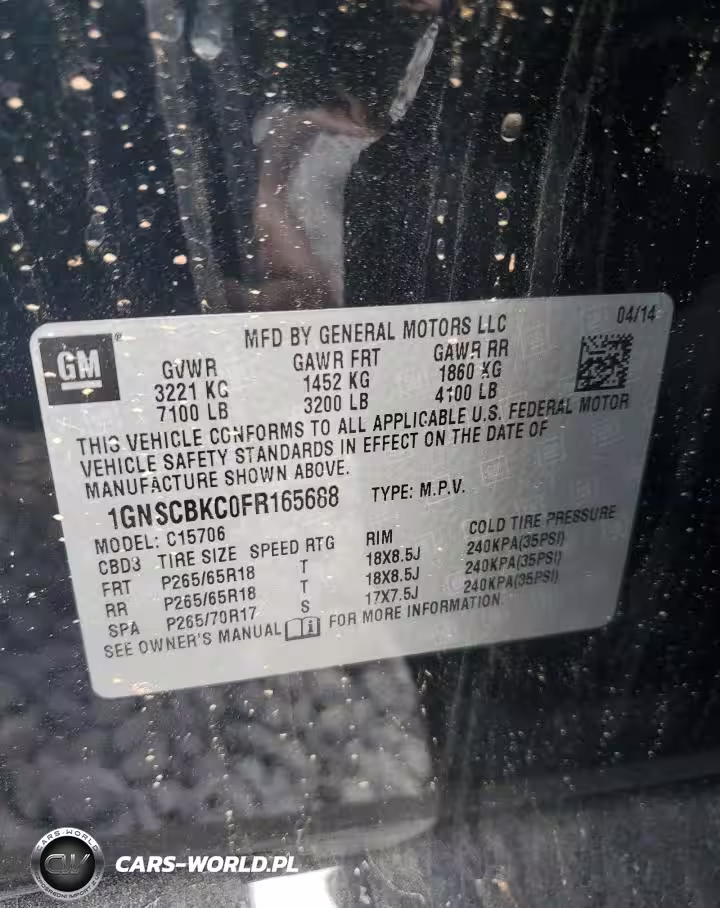 MFD BY GENERAL MOTORS LLC 04/14
GM ®
GVWR GAWR FRT GAWR RR
3221 KG 1452 KG 1860 KG
7100 LB 3200 LB 4100 LB
THIS VEHICLE CONFORMS TO ALL APPLICABLE U.S. FEDERAL MOTOR
VEHICLE SAFETY STANDARDS IN EFFECT ON THE DATE OF
MANUFACTURE SHOWN ABOVE.
1GNSCBKC0FR165668 TYPE: M.P.V.
MODEL: C15706
CBD3 TIRE SIZE SPEED RTG RIM COLD TIRE PRESSURE
FRT P265/65R18 T 18X8.5J 240KPA(35PSI)
RR P265/65R18 T 18X8.5J 240KPA(35PSI)
SPA P265/70R17 S 17X7.5J 240KPA(35PSI)
SEE OWNER'S MANUAL FOR MORE INFORMATION
CARS-WORLD
CARS-WORLD.PL